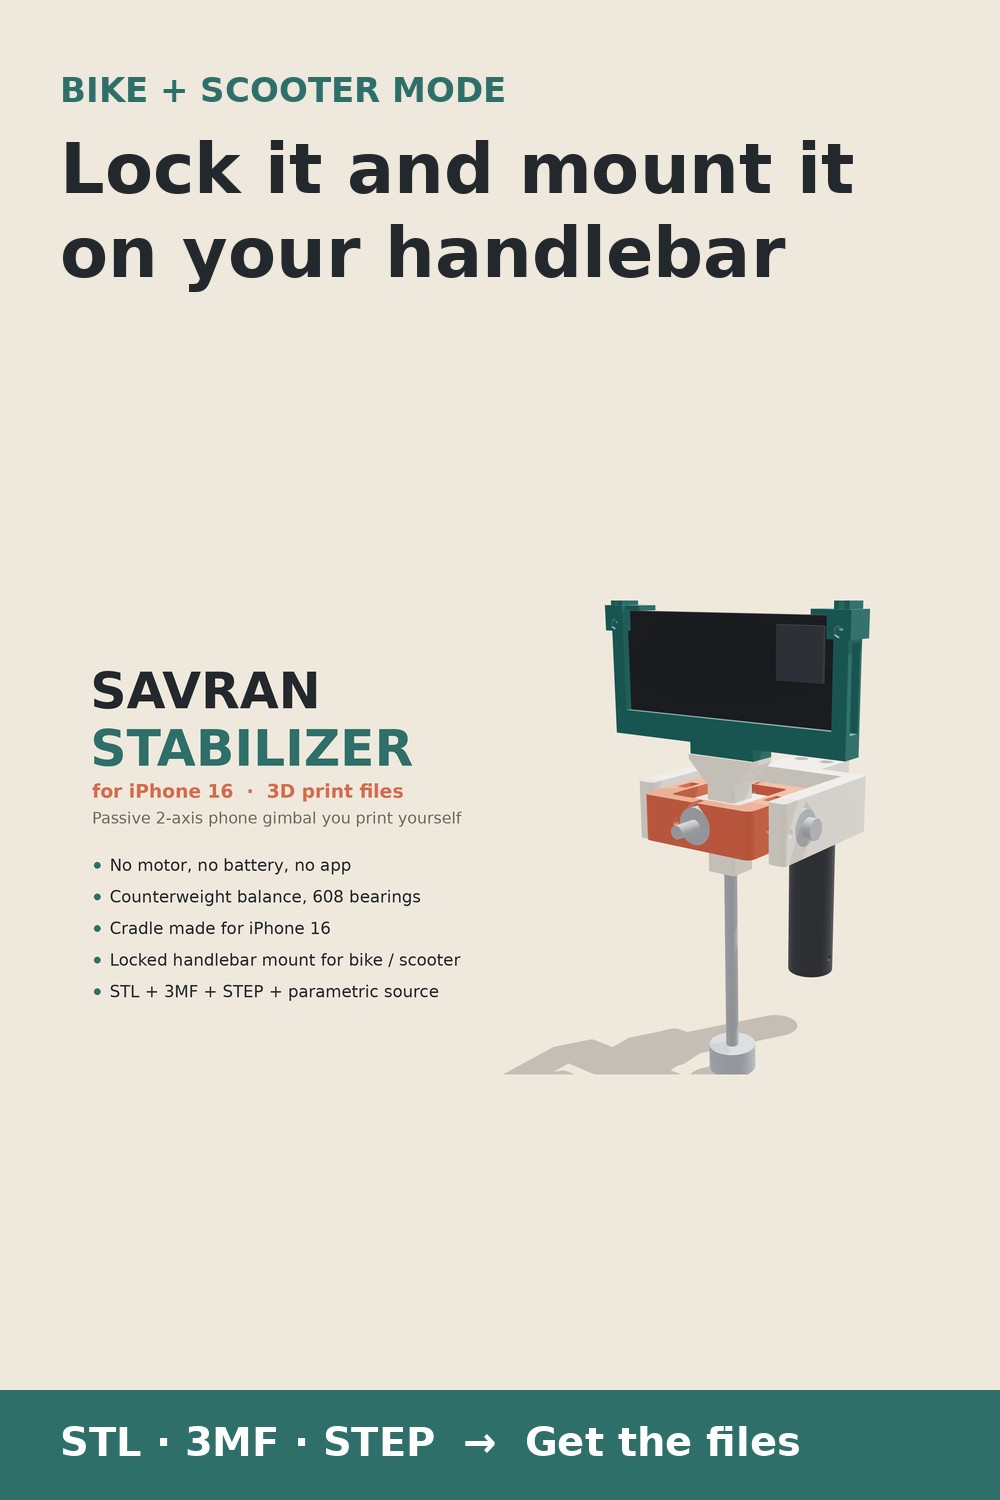 BIKE + SCOOTER MODE
Lock it and mount it
on your handlebar
SAVRAN
STABILIZER
for iPhone 16 · 3D print files
Passive 2-axis phone gimbal you print yourself
• No motor, no battery, no app
• Counterweight balance, 608 bearings
• Cradle made for iPhone 16
• Locked handlebar mount for bike / scooter
• STL + 3MF + STEP + parametric source
STL · 3MF · STEP → Get the files